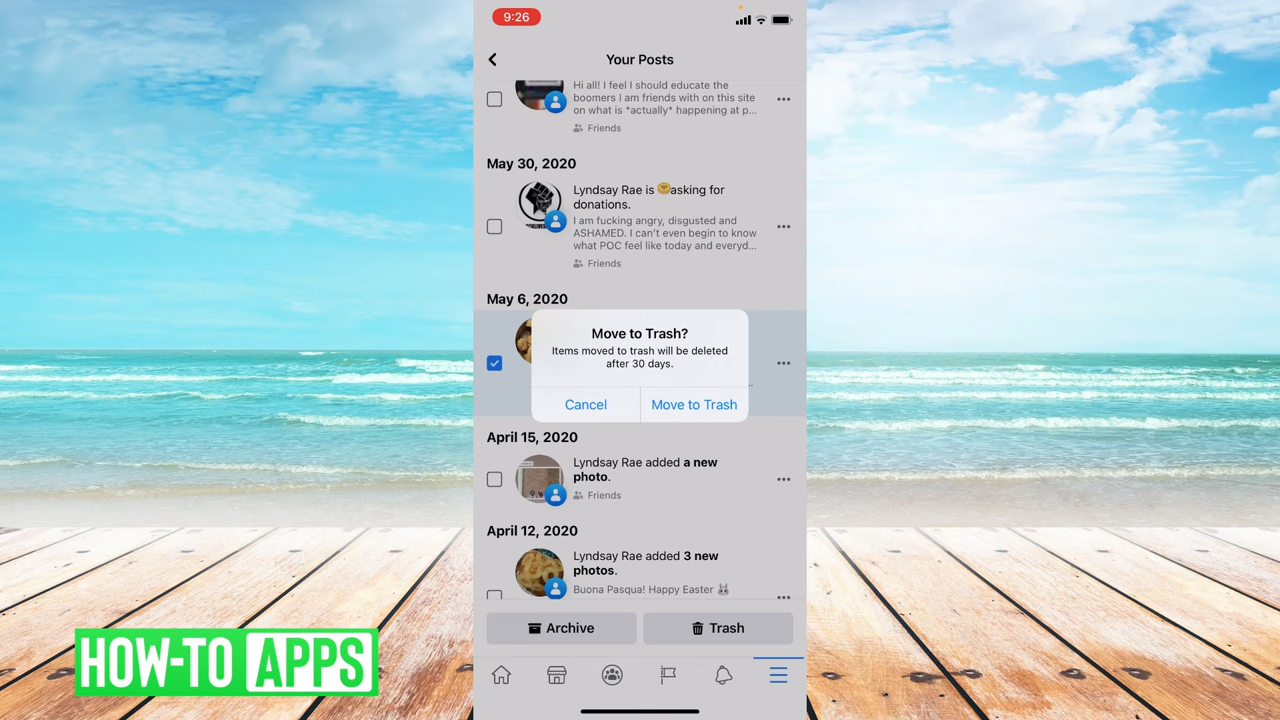 9:26
Your Posts
Hi all! I feel I should educate the
boomers I am friends with on this site
on what is *actually* happening at p...
Friends
May 30, 2020
Lyndsay Rae is asking for
donations.
I am fucking angry, disgusted and
ASHAMED. I can't even begin to know
what POC feel like today and everyd...
Friends
May 6, 2020
Move to Trash?
Items moved to trash will be deleted
after 30 days.
Cancel
Move to Trash
April 15, 2020
Lyndsay Rae added a new
photo.
Friends
April 12, 2020
Lyndsay Rae added 3 new
photos.
Buona Pasqua! Happy Easter 🐰
Archive
Trash
HOW-TO APPS